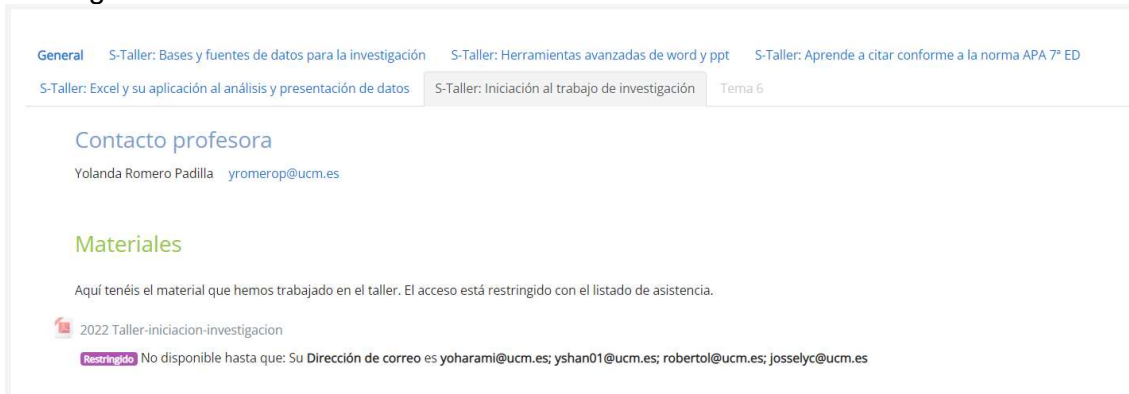 General S-Taller: Bases y fuentes de datos para la investigación S-Taller: Herramientas avanzadas de word y ppt S-Taller: Aprende a citar conforme a la norma APA 7ª ED
S-Taller: Excel y su aplicación al análisis y presentación de datos S-Taller: Iniciación al trabajo de investigación Tema 6
Contacto profesora
Yolanda Romero Padilla yromerop@ucm.es
Materiales
Aquí tenéis el material que hemos trabajado en el taller. El acceso está restringido con el listado de asistencia.
2022 Taller-iniciacion-investigacion
Restringido No disponible hasta que: Su Dirección de correo es yoharami@ucm.es; yshan01@ucm.es; robertol@ucm.es; josselyc@ucm.es